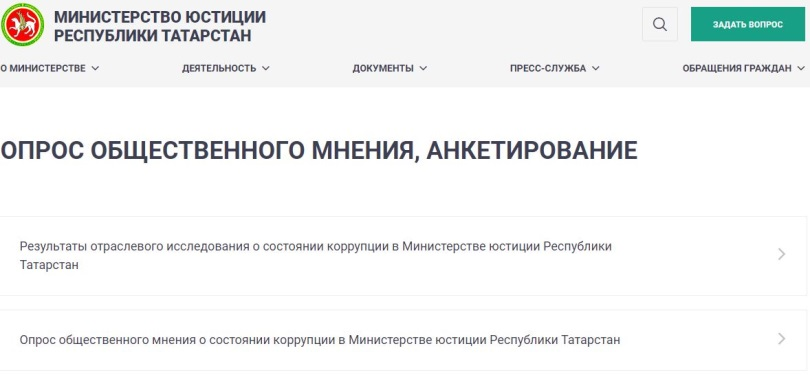 МИНИСТЕРСТВО ЮСТИЦИИ
РЕСПУБЛИКИ ТАТАРСТАН
ЗАДАТЬ ВОПРОС
О МИНИСТЕРСТВЕ
ДЕЯТЕЛЬНОСТЬ
ДОКУМЕНТЫ
ПРЕСС-СЛУЖБА
ОБРАЩЕНИЯ ГРАЖДАН
ОПРОС ОБЩЕСТВЕННОГО МНЕНИЯ, АНКЕТИРОВАНИЕ
Результаты отраслевого исследования о состоянии коррупции в Министерстве юстиции Республики
Татарстан
Опрос общественного мнения о состоянии коррупции в Министерстве юстиции Республики Татарстан